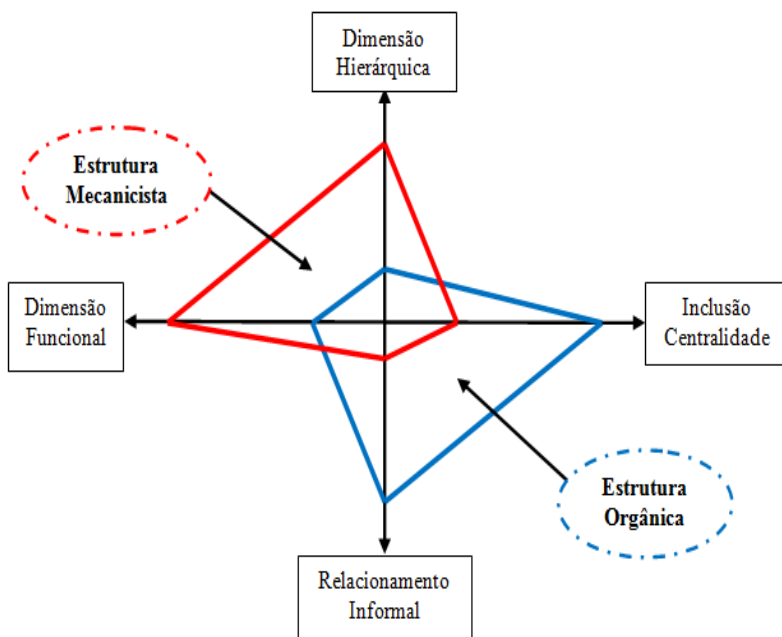 Dimensão
Hierárquica
Estrutura
Mecanicista
Dimensão
Funcional
Inclusão
Centralidade
Estrutura
Orgânica
Relacionamento
Informal